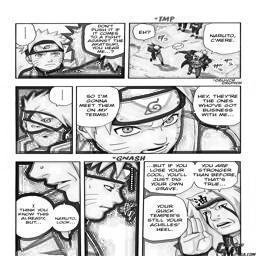 *TMP
DON'T
PUSH IT IF
IT COMES
TO A FIGHT
AGAINST THE
AKATSUKI.
YOU HEAR
ME...?
EH?
NARUTO,
C'MERE.
SO I'M
GONNA
MEET THEM
ON MY
TERMS!
HEY, THEY'RE
THE ONES
WHO'VE GOT
BUSINESS
WITH ME...
*GNASH
I THINK
YOU KNOW
THIS ALREADY,
BUT...
NARUTO,
LOOK.
...BUT IF
YOU LOSE
YOUR COOL,
YOU'LL
JUST DIG
YOUR OWN
GRAVE.
YOU ARE
STRONGER
THAN BEFORE,
THAT'S
TRUE...
YOUR
QUICK
TEMPER'S
STILL YOUR
ACHILLES'
HEEL.